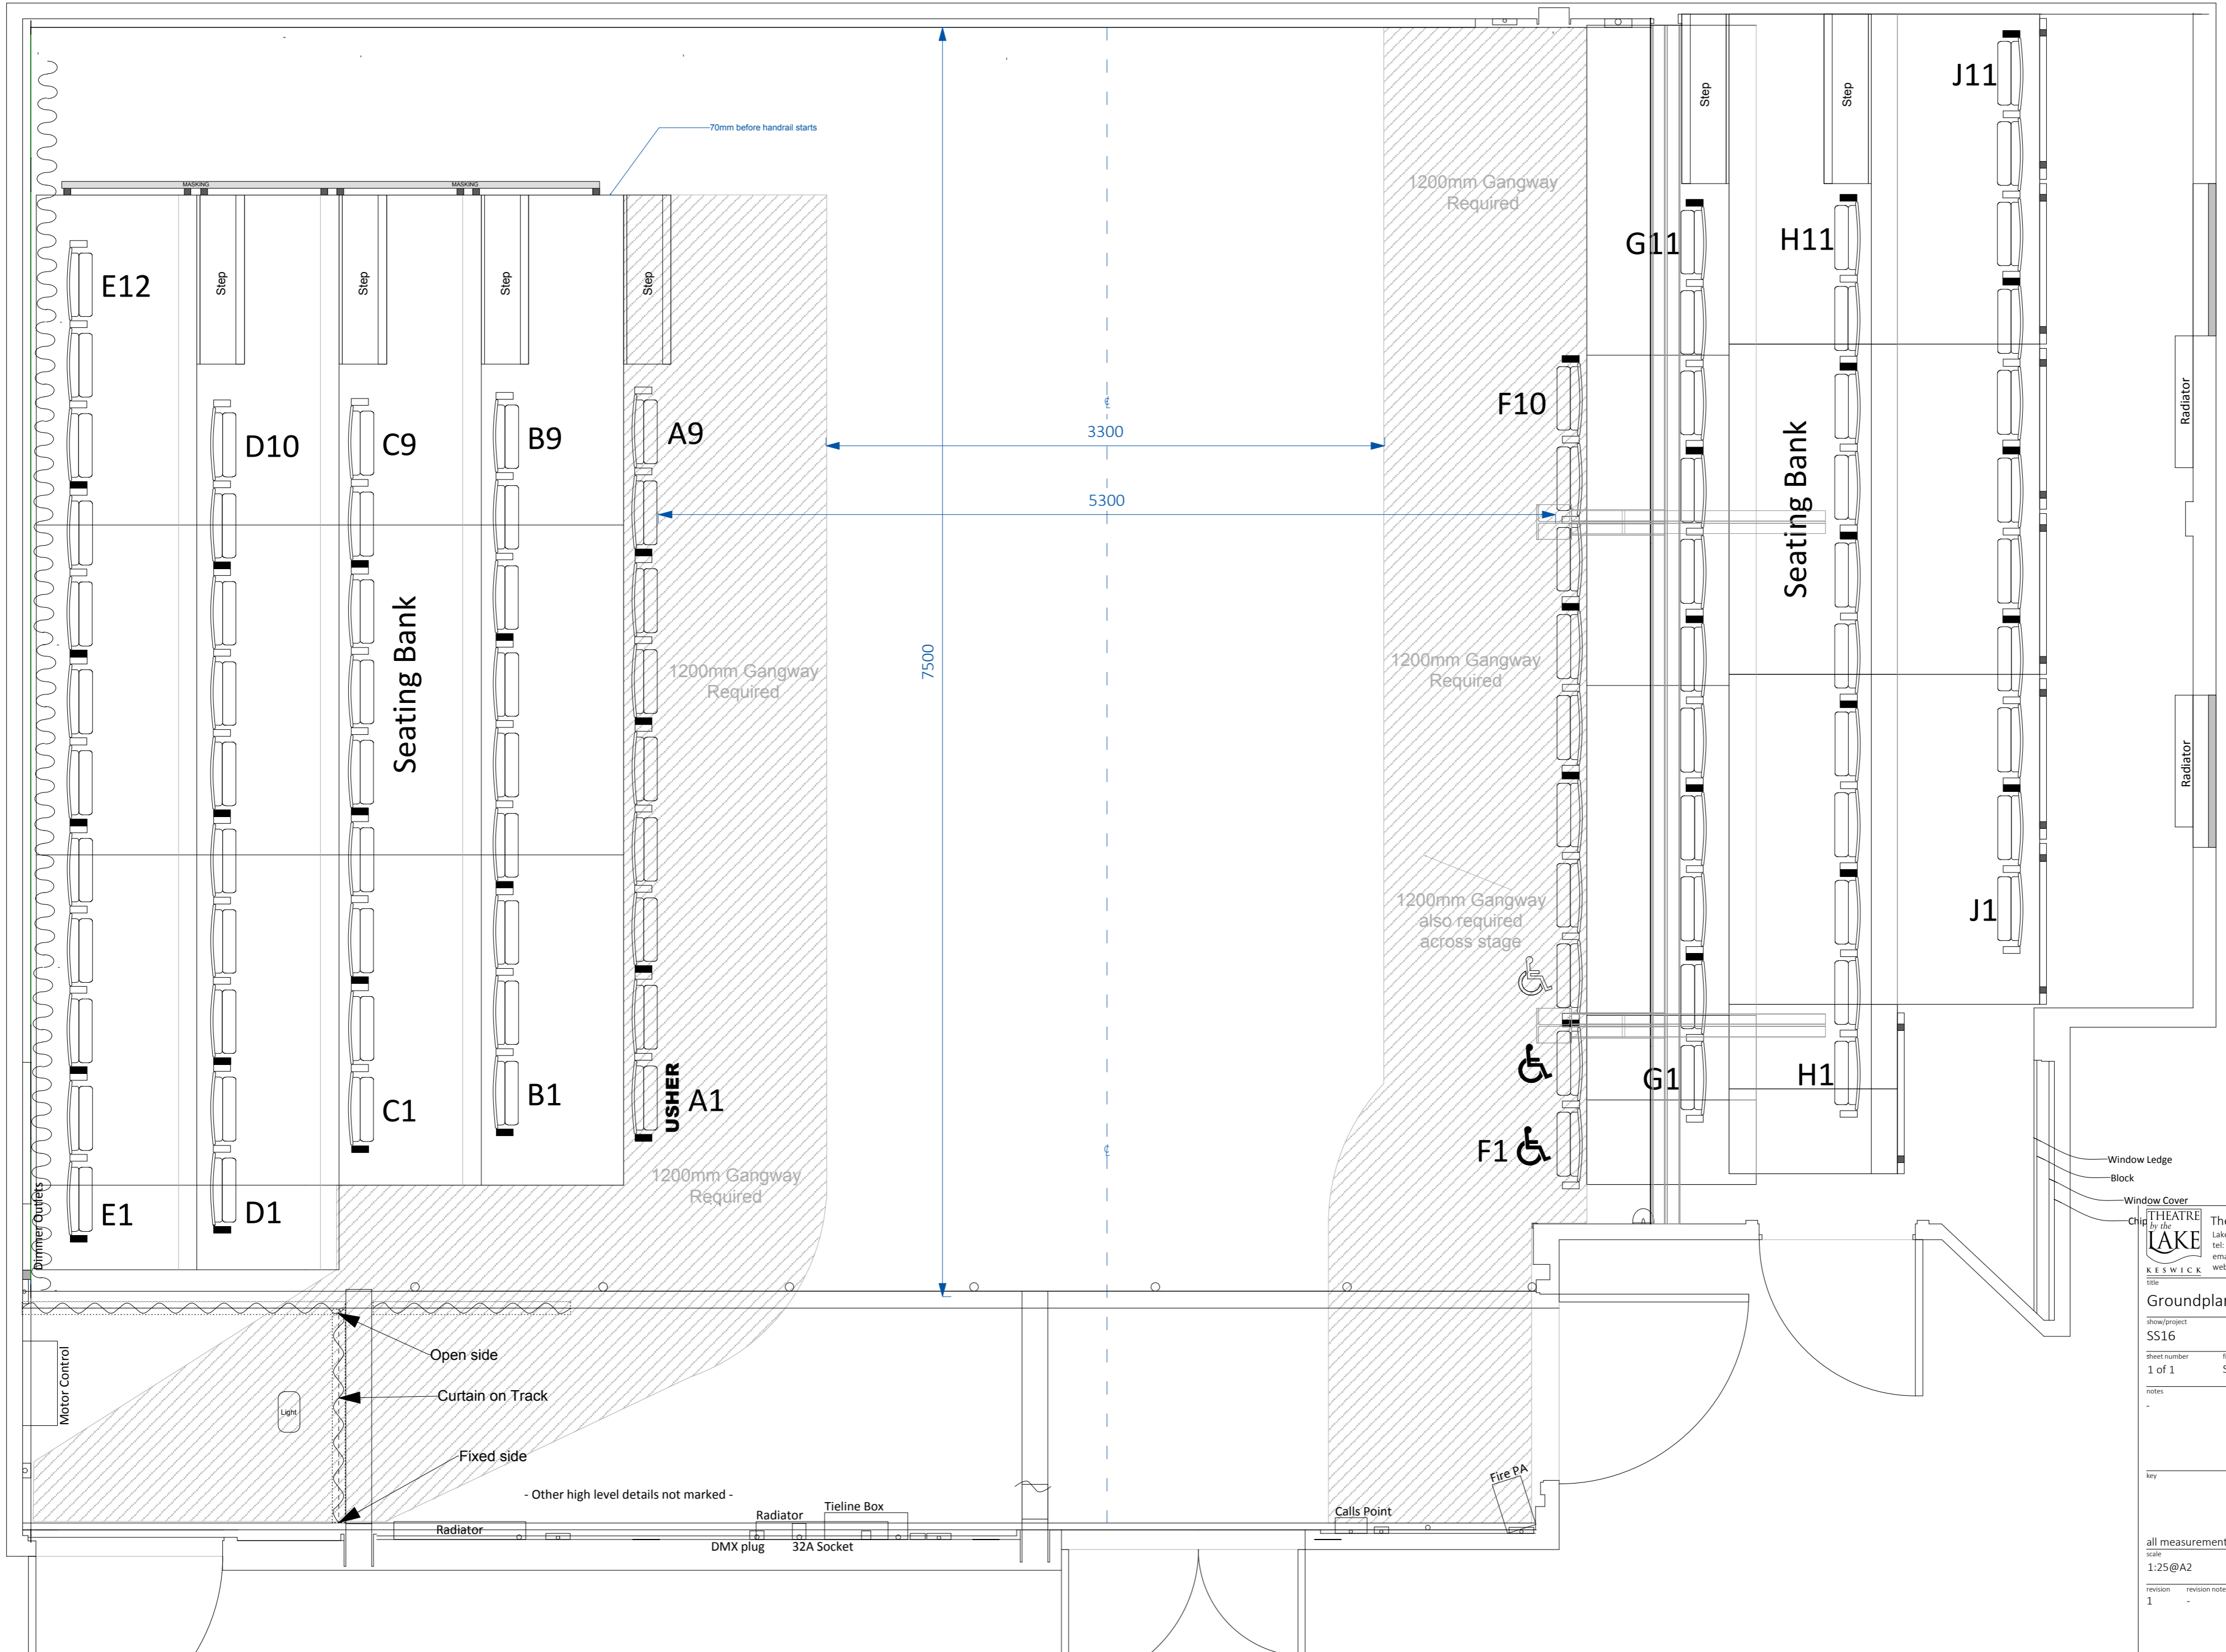 Step
Step
J11
70mm before handrail starts
MASKING
MASKING
1200mm Gangway
Required
G11
H11
E12
Step
Step
Step
Step
Radiator
F10
D10
C9
B9
A9
3300
Seating Bank
5300
Seating Bank
7500
1200mm Gangway
Required
1200mm Gangway
Required
Radiator
1200mm Gangway
also required
across stage
J1
G1
H1
C1
B1
USHER
A1
F1
1200mm Gangway
Required
Window Ledge
Block
Window Cover
Dimmer Outlets
E1
D1
THEATRE
by the
LAKE
KESWICK
tel:
title
Groundplan
show/project
SS16
sheet number
1 of 1
notes
-
key
Open side
Motor Control
Curtain on Track
Light
Fixed side
- Other high level details not marked -
Fire PA
Radiator
Radiator
Tieline Box
Calls Point
DMX plug
32A Socket
all measurement
scale
1:25@A2
revision
revision note
1
-